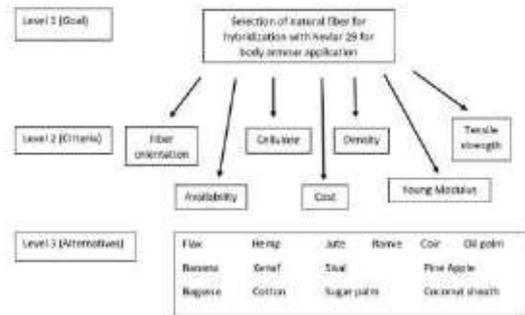 Level 1 (Goal)
Selection of natural fiber for
hybridization with Kevlar 29 for
body armour application
Level 2 (Criteria)
Fiber
orientation
Cellulose
Density
Tensile
strength
Availability
Cost
Young Modulus
Level 3 (Alternatives)
Flax Hemp Jute Ramie Coir Oil palm
Banana Kenaf Sisal Pine Apple
Bagasse Cotton Sugar palm Coconut sheath